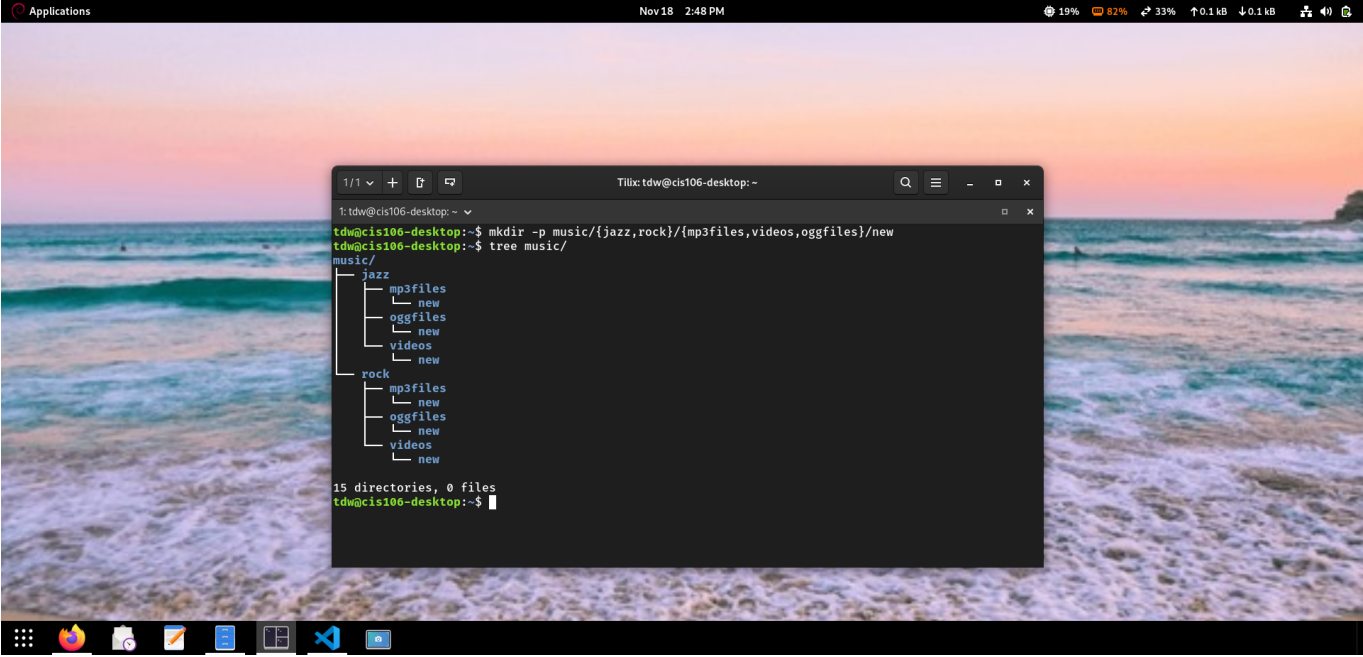 Applications
Nov 18 2:48 PM
19% 82% 33% ↑0.1 kB ↓0.1 kB
1 / 1
Tilix: tdw@cis106-desktop: ~
1: tdw@cis106-desktop: ~
tdw@cis106-desktop:~$ mkdir -p music/{jazz,rock}/{mp3files,videos,oggfiles}/new
tdw@cis106-desktop:~$ tree music/
music/
├── jazz
│   ├── mp3files
│   │   └── new
│   ├── oggfiles
│   │   └── new
│   └── videos
│       └── new
└── rock
    ├── mp3files
    │   └── new
    ├── oggfiles
    │   └── new
    └── videos
        └── new
15 directories, 0 files
tdw@cis106-desktop:~$